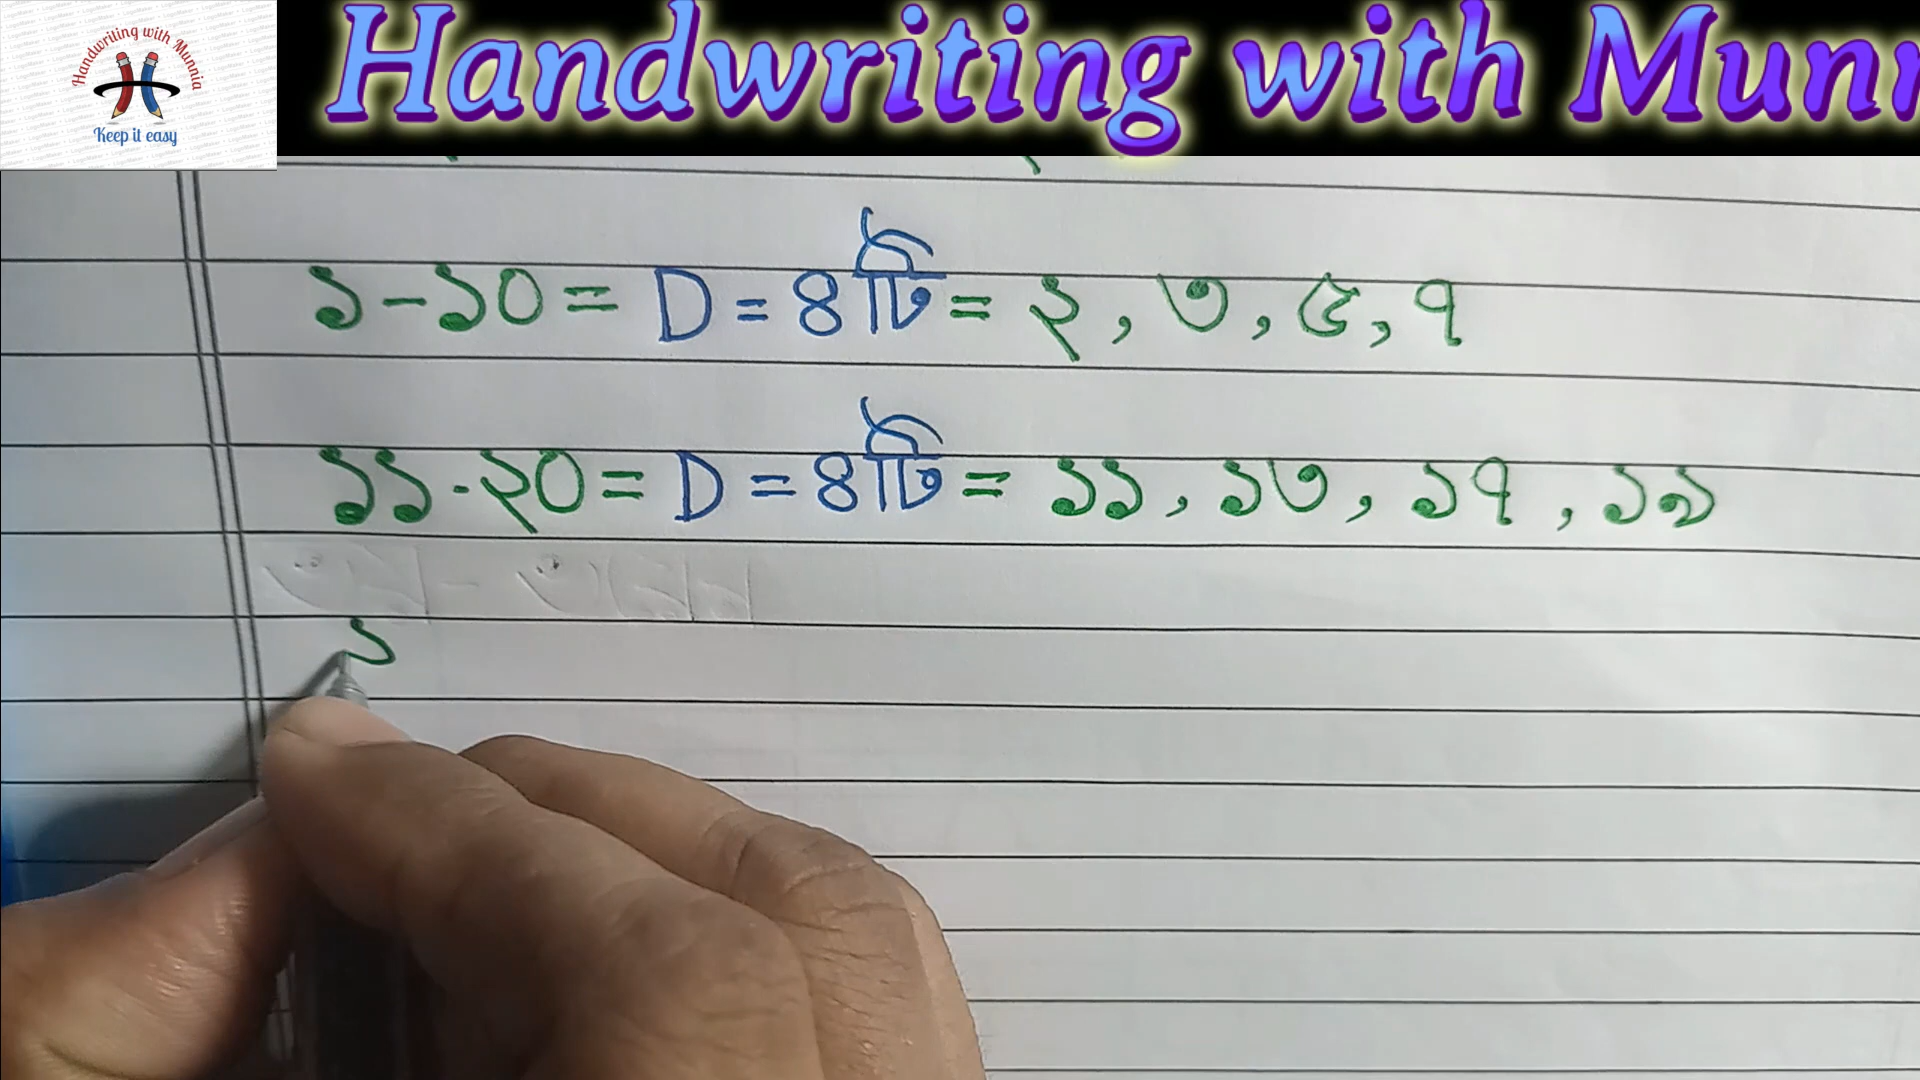 Handwriting with Munnia
Keep it easy
Handwriting with Munn
১-১০ = D = ৪টি = ২, ৩, ৫, ৭
১১-২০ = D = ৪টি = ১১, ১৩, ১৭, ১৯